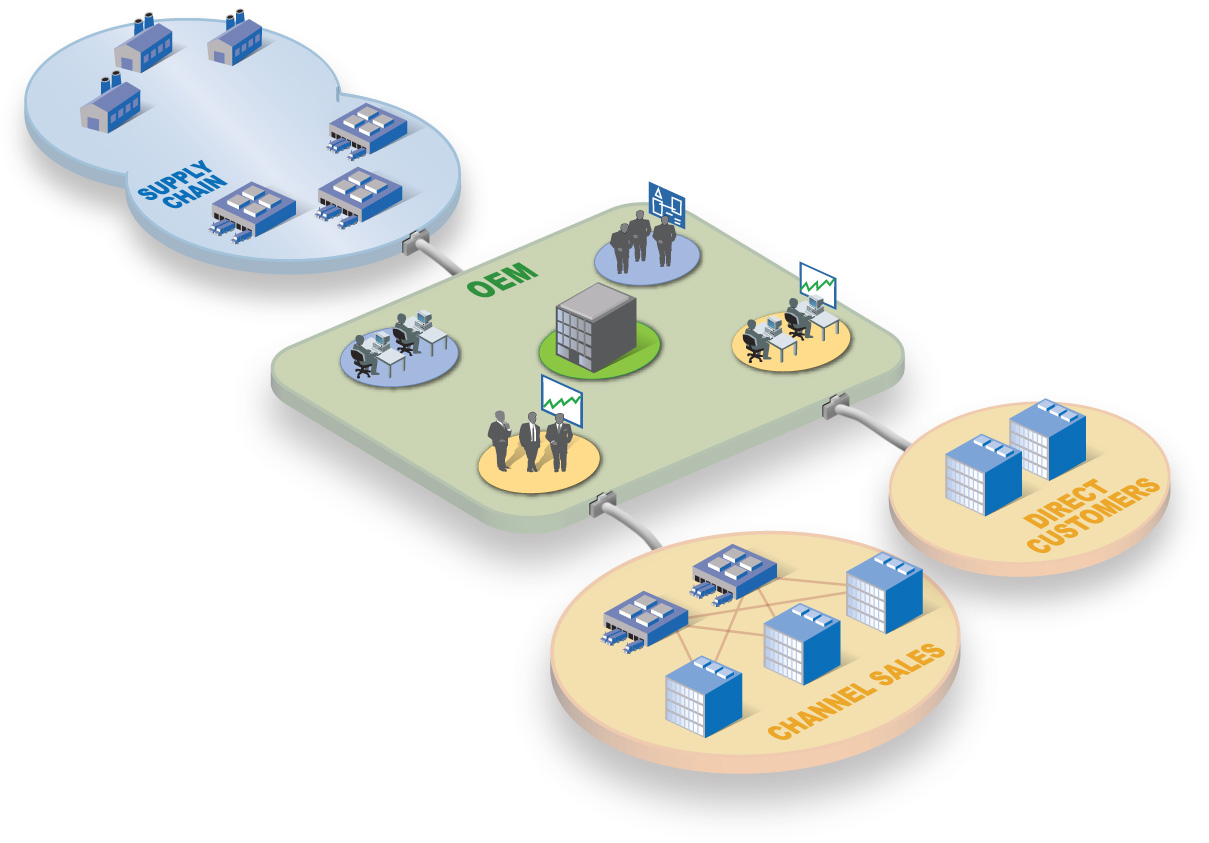 SUPPLY
CHAIN
OEM
DIRECT
CUSTOMERS
CHANNEL SALES